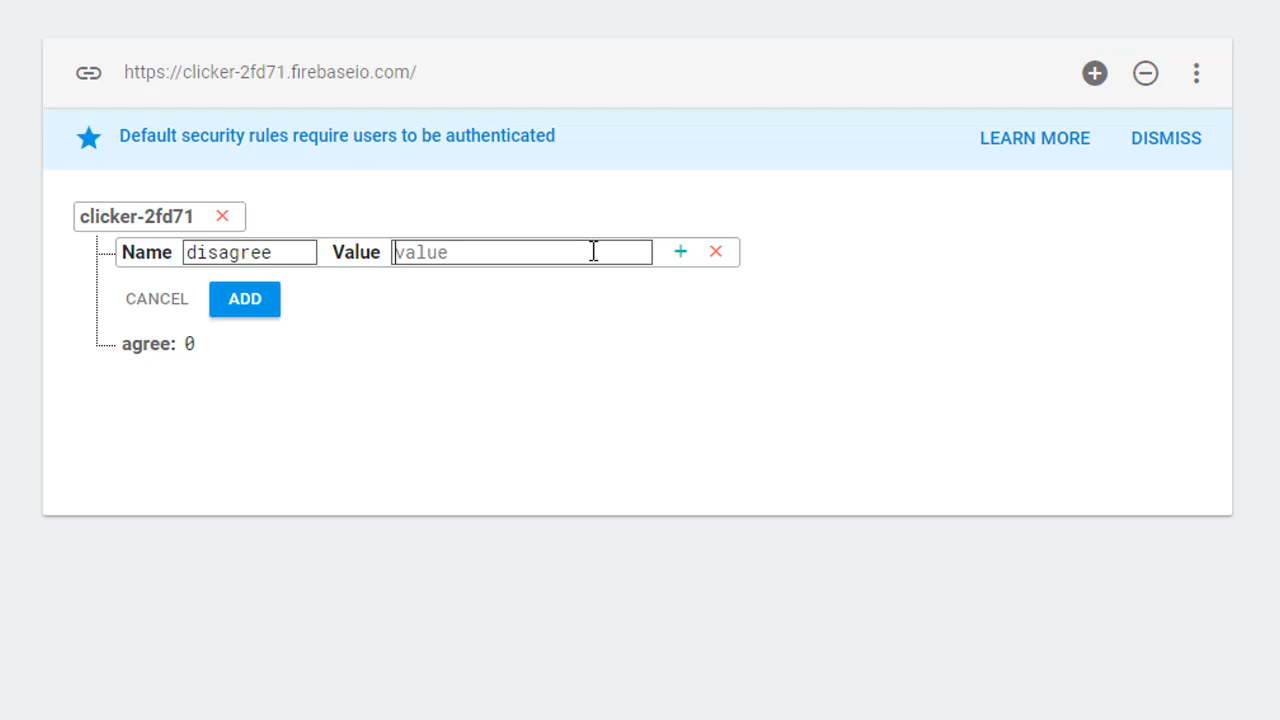 https://clicker-2fd71.firebaseio.com/
Default security rules require users to be authenticated LEARN MORE DISMISS
clicker-2fd71
Name disagree Value value
CANCEL ADD
agree: 0